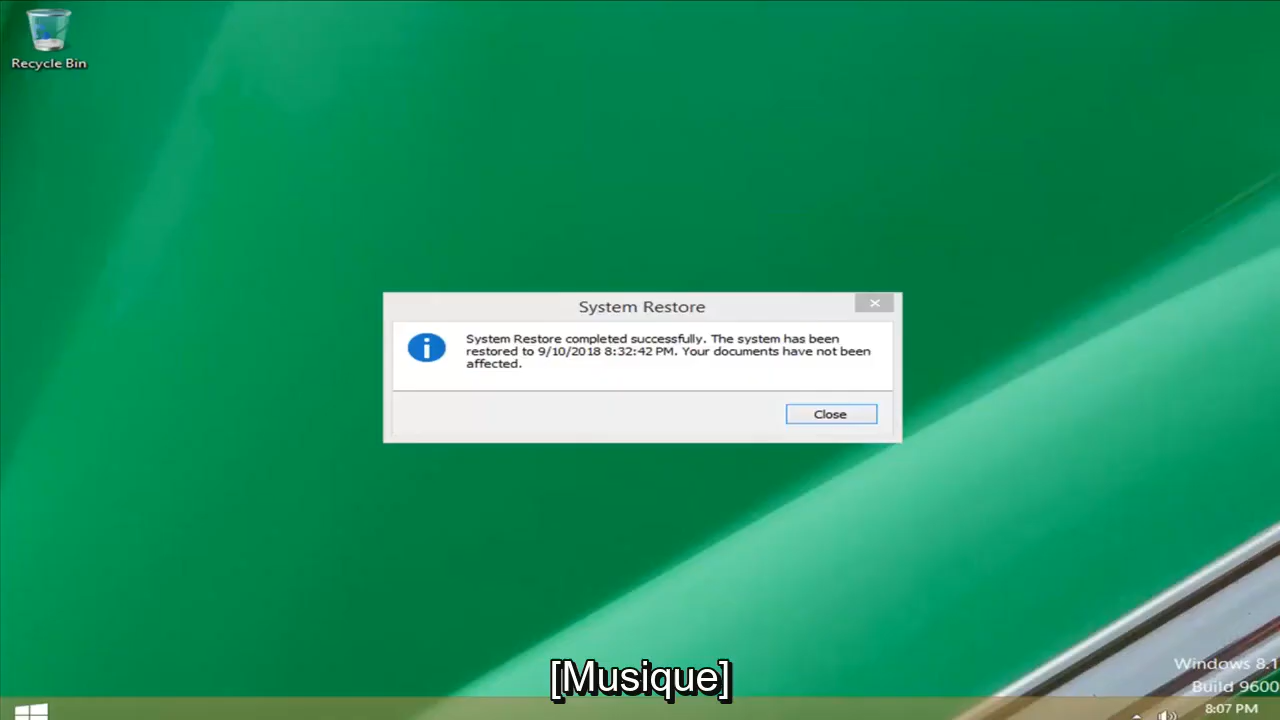 Recycle Bin
System Restore
System Restore completed successfully. The system has been
restored to 9/10/2018 8:32:42 PM. Your documents have not been
affected.
Close
[Musique]
Windows 8.1
Build 9600
8:07 PM